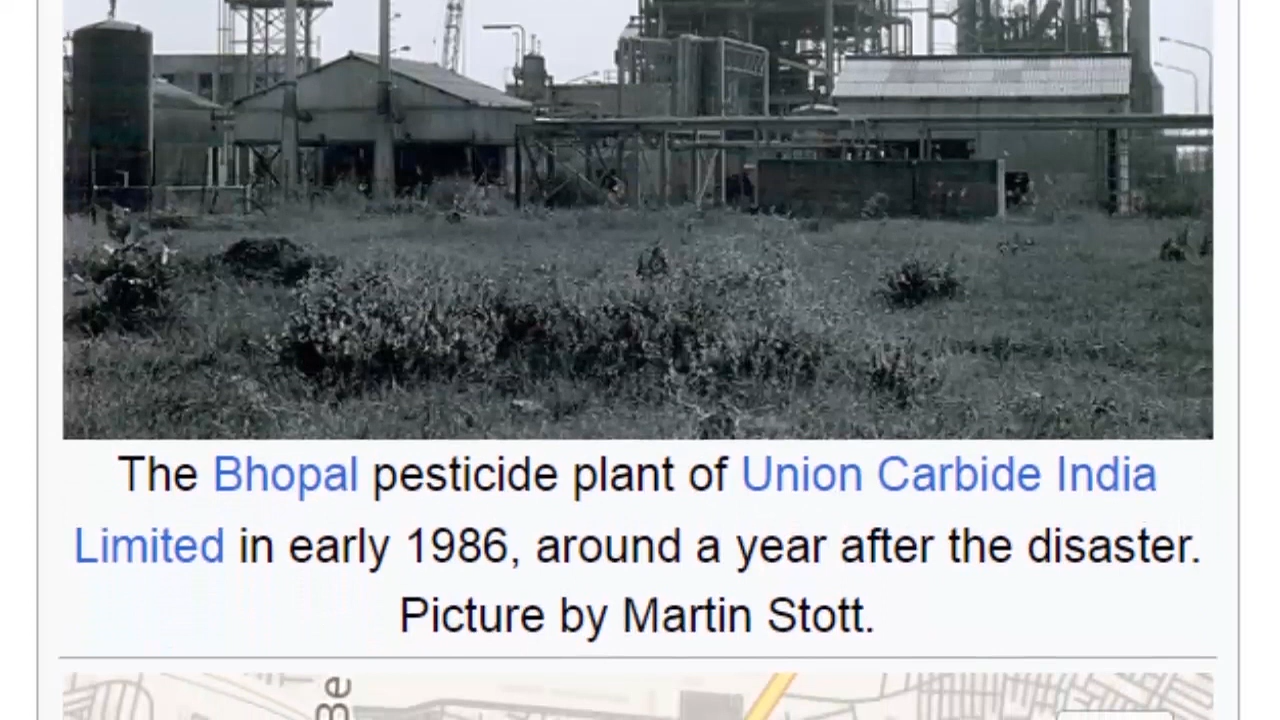 The Bhopal pesticide plant of Union Carbide India
Limited in early 1986, around a year after the disaster.
Picture by Martin Stott.
Be